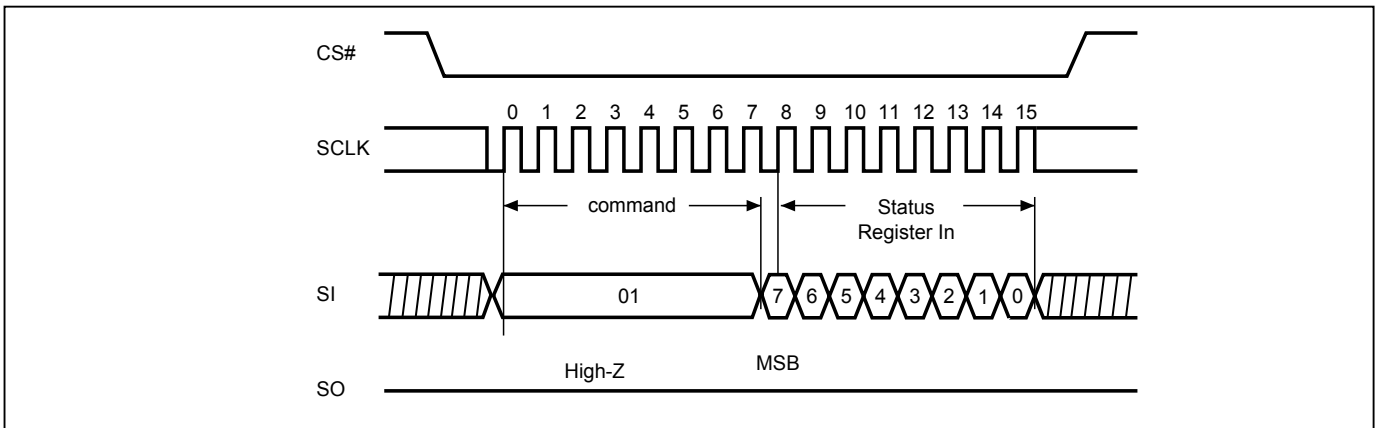 CS#
0 1 2 3 4 5 6 7 8 9 10 11 12 13 14 15
SCLK
command
Status
Register In
SI
01
7 6 5 4 3 2 1 0
High-Z
MSB
SO